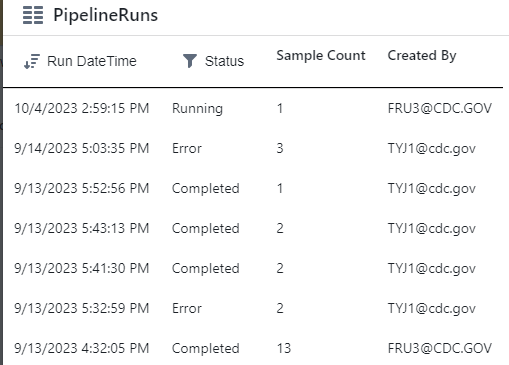 PipelineRuns
Run DateTime Status Sample Count Created By
10/4/2023 2:59:15 PM Running 1 FRU3@CDC.GOV
9/14/2023 5:03:35 PM Error 3 TYJ1@cdc.gov
9/13/2023 5:52:56 PM Completed 1 TYJ1@cdc.gov
9/13/2023 5:43:13 PM Completed 2 TYJ1@cdc.gov
9/13/2023 5:41:30 PM Completed 2 TYJ1@cdc.gov
9/13/2023 5:32:59 PM Error 2 TYJ1@cdc.gov
9/13/2023 4:32:05 PM Completed 13 FRU3@CDC.GOV